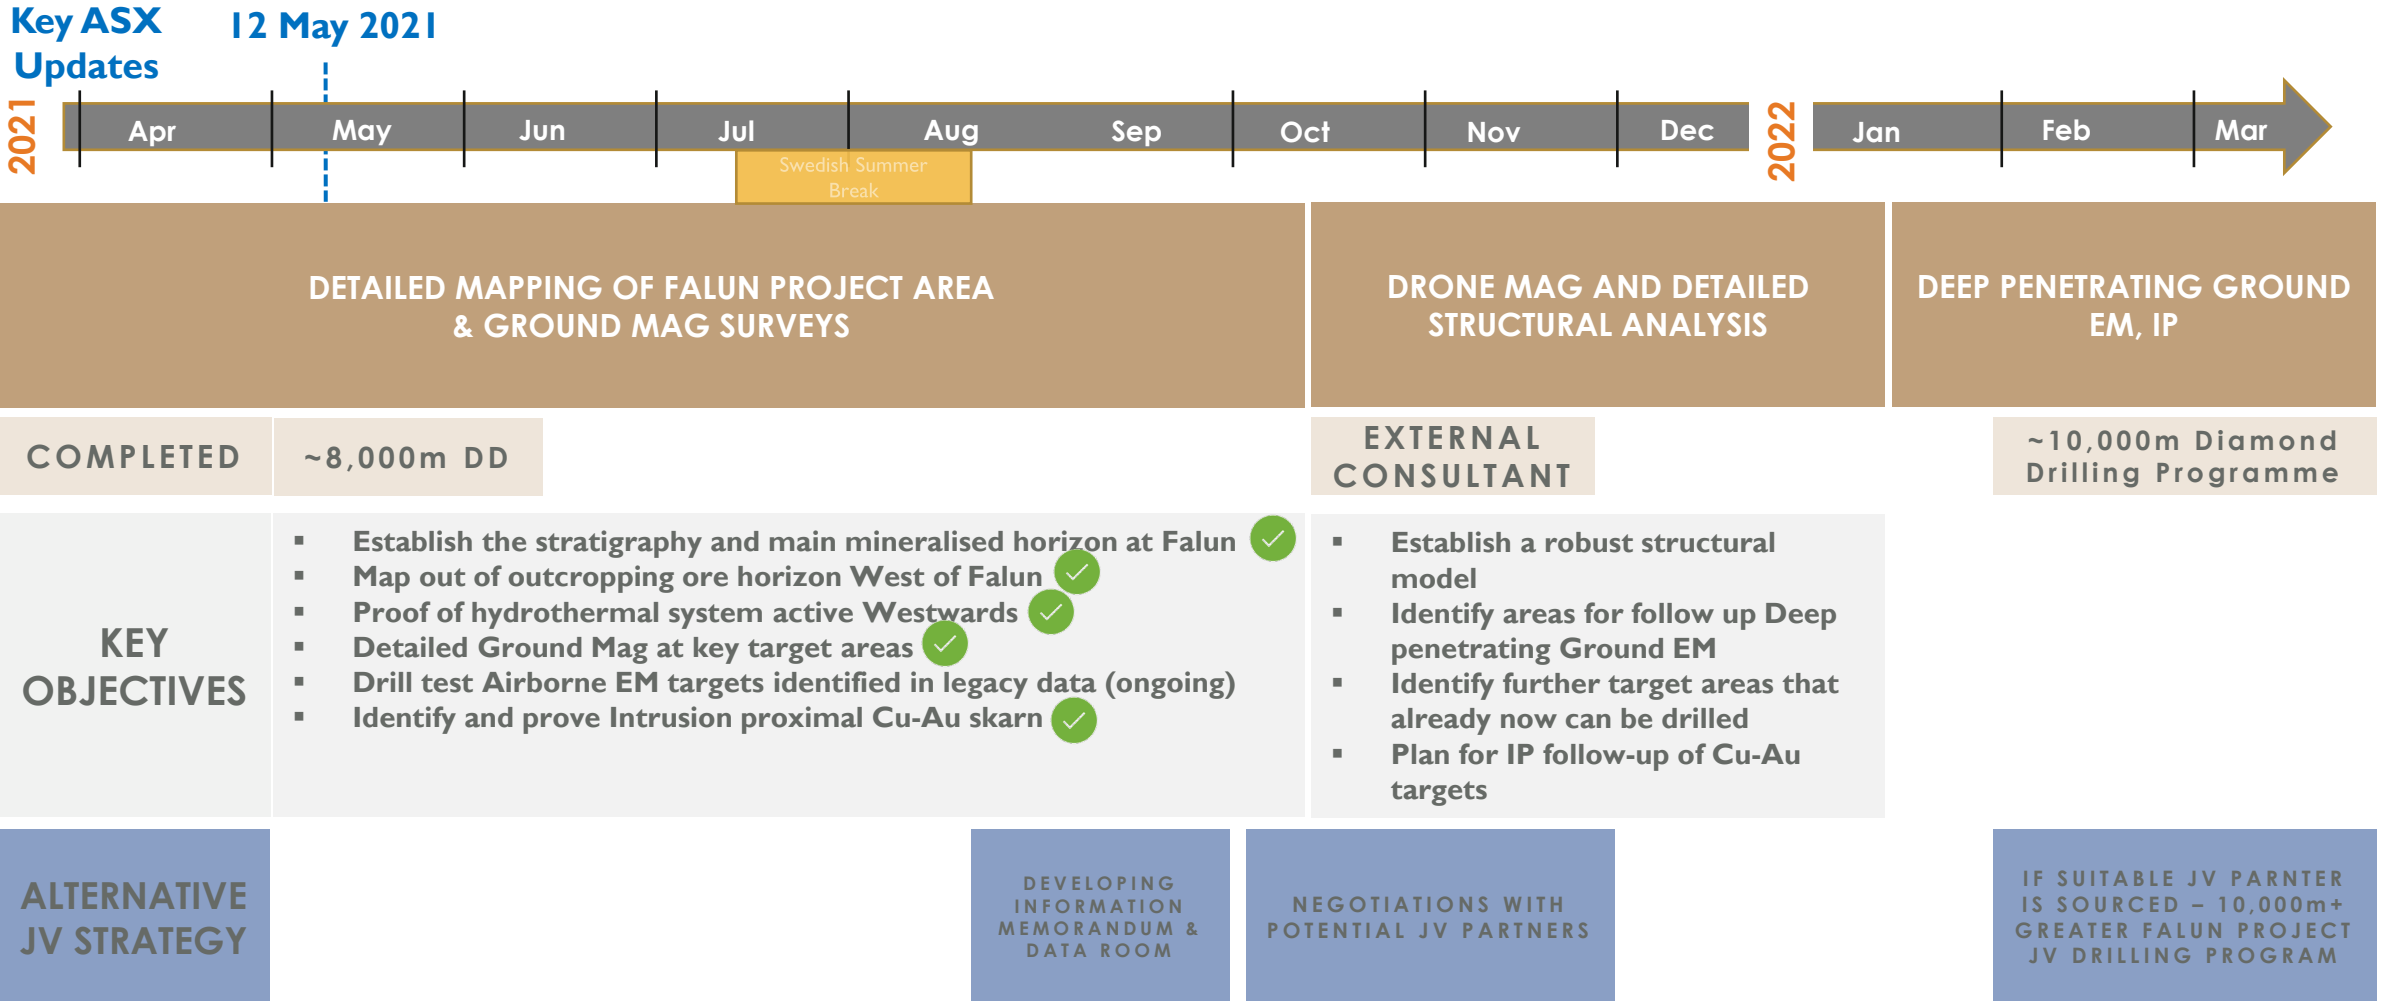 Key ASX
Updates
12 May 2021
2021
Apr
May
Jun
Jul
Aug
Sep
Oct
Nov
Dec
2022
Jan
Feb
Mar
Swedish Summer
Break
DETAILED MAPPING OF FALUN PROJECT AREA
& GROUND MAG SURVEYS
DRONE MAG AND DETAILED
STRUCTURAL ANALYSIS
DEEP PENETRATING GROUND
EM, IP
COMPLETED
~8,000m DD
EXTERNAL
CONSULTANT
~10,000m Diamond
Drilling Programme
KEY
OBJECTIVES
▪ Establish the stratigraphy and main mineralised horizon at Falun
▪ Map out of outcropping ore horizon West of Falun
▪ Proof of hydrothermal system active Westwards
▪ Detailed Ground Mag at key target areas
▪ Drill test Airborne EM targets identified in legacy data (ongoing)
▪ Identify and prove Intrusion proximal Cu-Au skarn
▪ Establish a robust structural
model
▪ Identify areas for follow up Deep
penetrating Ground EM
▪ Identify further target areas that
already now can be drilled
▪ Plan for IP follow-up of Cu-Au
targets
ALTERNATIVE
JV STRATEGY
DEVELOPING
INFORMATION
MEMORANDUM &
DATA ROOM
NEGOTIATIONS WITH
POTENTIAL JV PARTNERS
IF SUITABLE JV PARNTER
IS SOURCED – 10,000m+
GREATER FALUN PROJECT
JV DRILLING PROGRAM